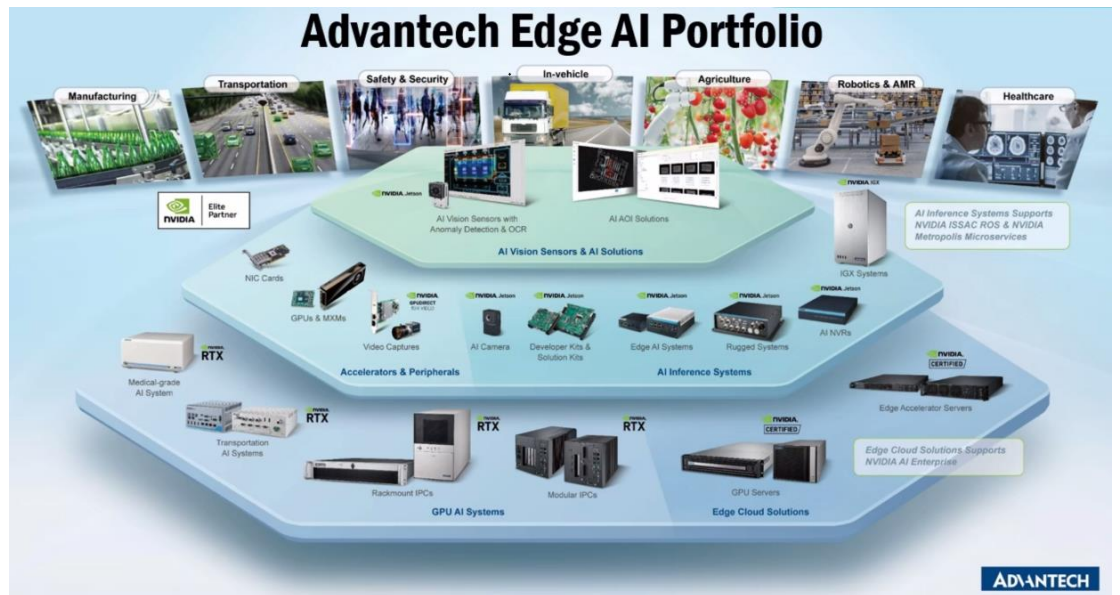 Advantech Edge AI Portfolio
Manufacturing
Transportation
Safety & Security
In-vehicle
Agriculture
Robotics & AMR
Healthcare
NVIDIA
Elite
Partner
NVIDIA. Jetson
AI Vision Sensors with
Anomaly Detection & OCR
AI AOI Solutions
AI Vision Sensors & AI Solutions
NVIDIA. IGX
IGX Systems
AI Inference Systems Supports
NVIDIA ISSAC ROS & NVIDIA
Metropolis Microservices
NIC Cards
GPUs & MXMs
NVIDIA.
GPUDIRECT
Video Captures
Accelerators & Peripherals
NVIDIA. Jetson
AI Camera
NVIDIA. Jetson
Developer Kits &
Solution Kits
NVIDIA. Jetson
Edge AI Systems
NVIDIA. Jetson
Rugged Systems
NVIDIA. Jetson
AI NVRs
AI Inference Systems
NVIDIA.
RTX
Medical-grade
AI System
NVIDIA.
RTX
Transportation
AI Systems
NVIDIA.
RTX
Rackmount IPCs
NVIDIA.
RTX
Modular IPCs
GPU AI Systems
NVIDIA.
CERTIFIED
GPU Servers
NVIDIA.
CERTIFIED
Edge Accelerator Servers
Edge Cloud Solutions
Edge Cloud Solutions Supports
NVIDIA AI Enterprise
ADVANTECH